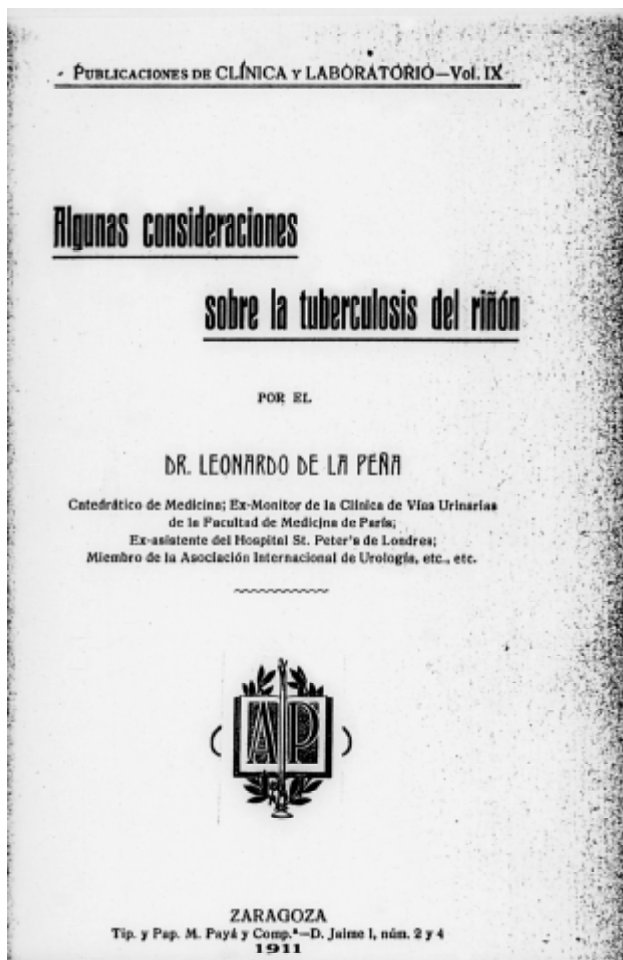 PUBLICACIONES DE CLÍNICA Y LABORATORIO—Vol. IX
Algunas consideraciones
sobre la tuberculosis del riñón
POR EL
DR. LEONARDO DE LA PEÑA
Catedrático de Medicina; Ex-Monitor de la Clínica de Vías Urinarias
de la Facultad de Medicina de París;
Ex-asistente del Hospital St. Peter's de Londres;
Miembro de la Asociación Internacional de Urología, etc., etc.
AP
ZARAGOZA
Tip. y Pap. M. Payá y Comp.ª—D. Jaime I, núm. 2 y 4
1911